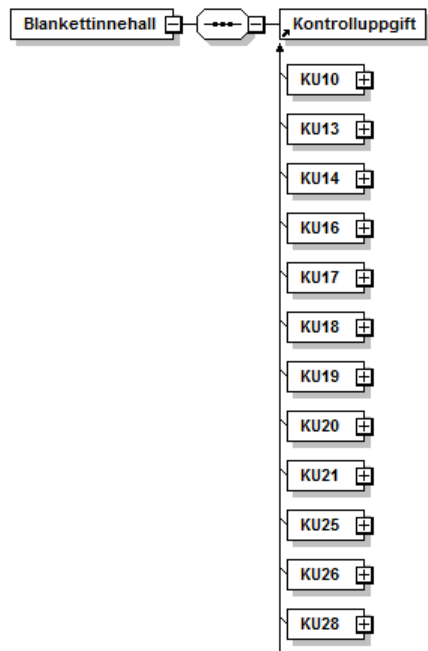 Blankettinnehall
Kontrolluppgift
KU10
KU13
KU14
KU16
KU17
KU18
KU19
KU20
KU21
KU25
KU26
KU28